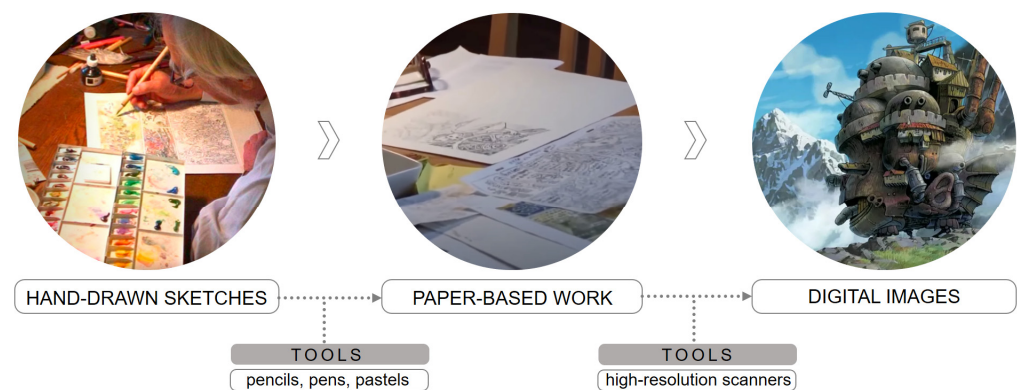 HAND-DRAWN SKETCHES
PAPER-BASED WORK
DIGITAL IMAGES
TOOLS
TOOLS
pencils, pens, pastels
high-resolution scanners